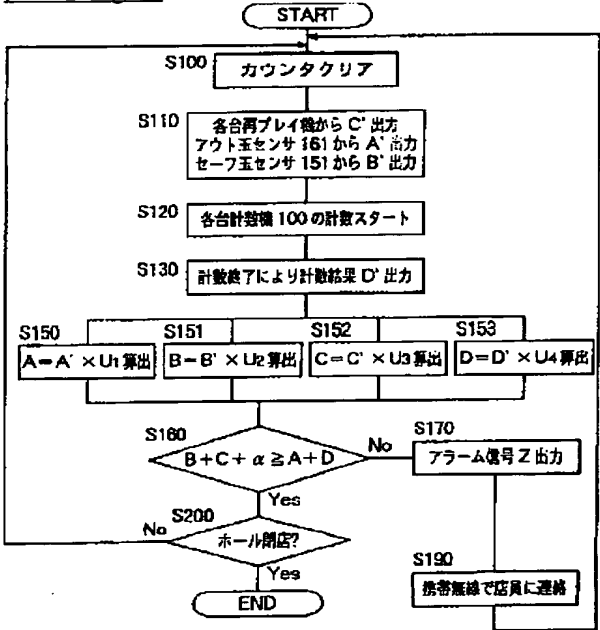 START
S100
カウンタクリア
S110
各台再プレイ機から C' 出力
アウト玉センサ 161 から A' 出力
セーフ玉センサ 151 から B' 出力
S120
各台計数機 100 の計数スタート
S130
計数終了により計数結果 D' 出力
S150
A=A' ×U1 算出
S151
B=B' ×U2 算出
S152
C=C' ×U3 算出
S153
D=D' ×U4 算出
S160
B+C+α≧A+D
No
Yes
S170
アラーム信号 Z 出力
S200
ホール閉店?
No
Yes
S190
携帯無線で店員に連絡
END